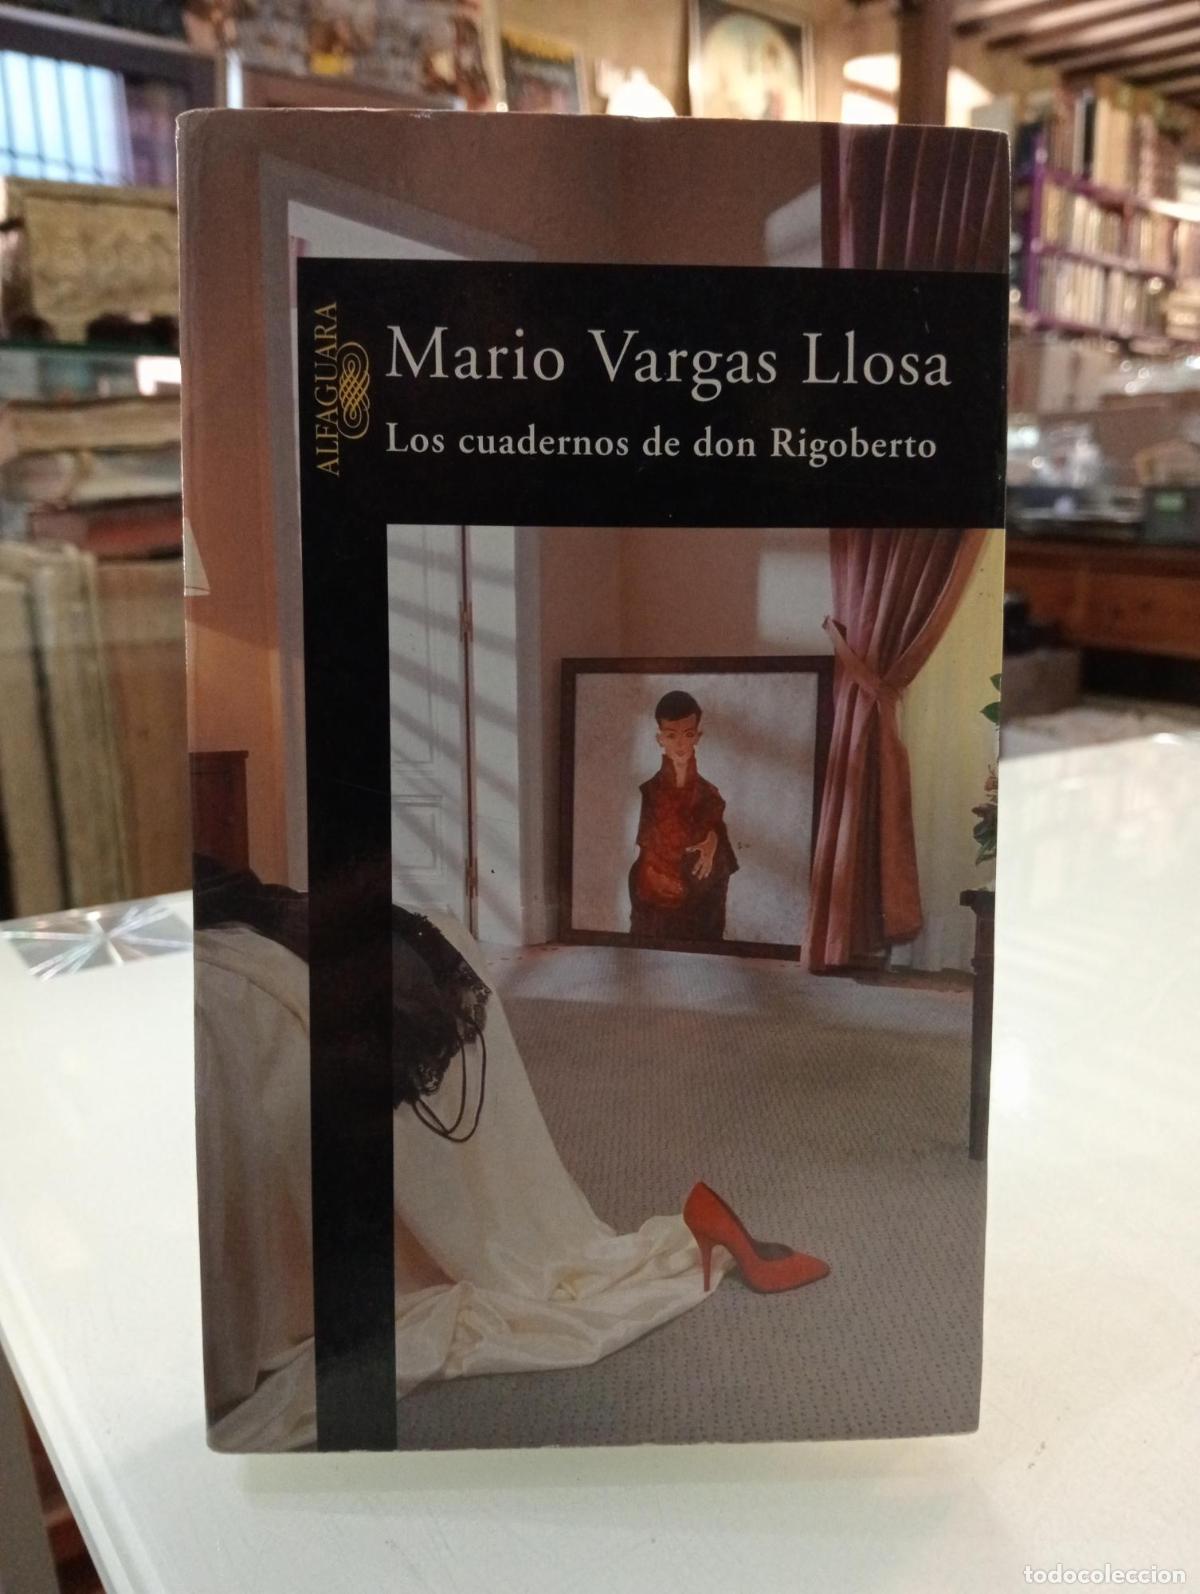 ALFAGUARA
Mario Vargas Llosa
Los cuadernos de don Rigoberto
todocoleccion